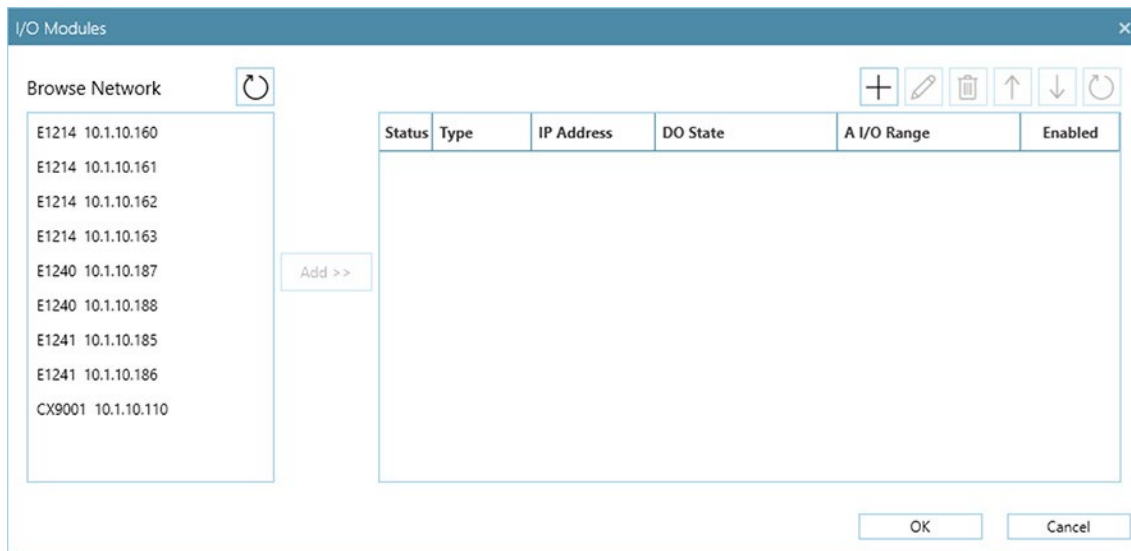 I/O Modules
Browse Network
E1214 10.1.10.160
E1214 10.1.10.161
E1214 10.1.10.162
E1214 10.1.10.163
E1240 10.1.10.187
E1240 10.1.10.188
E1241 10.1.10.185
E1241 10.1.10.186
CX9001 10.1.10.110
Add >>
Status Type IP Address DO State A I/O Range Enabled
OK Cancel